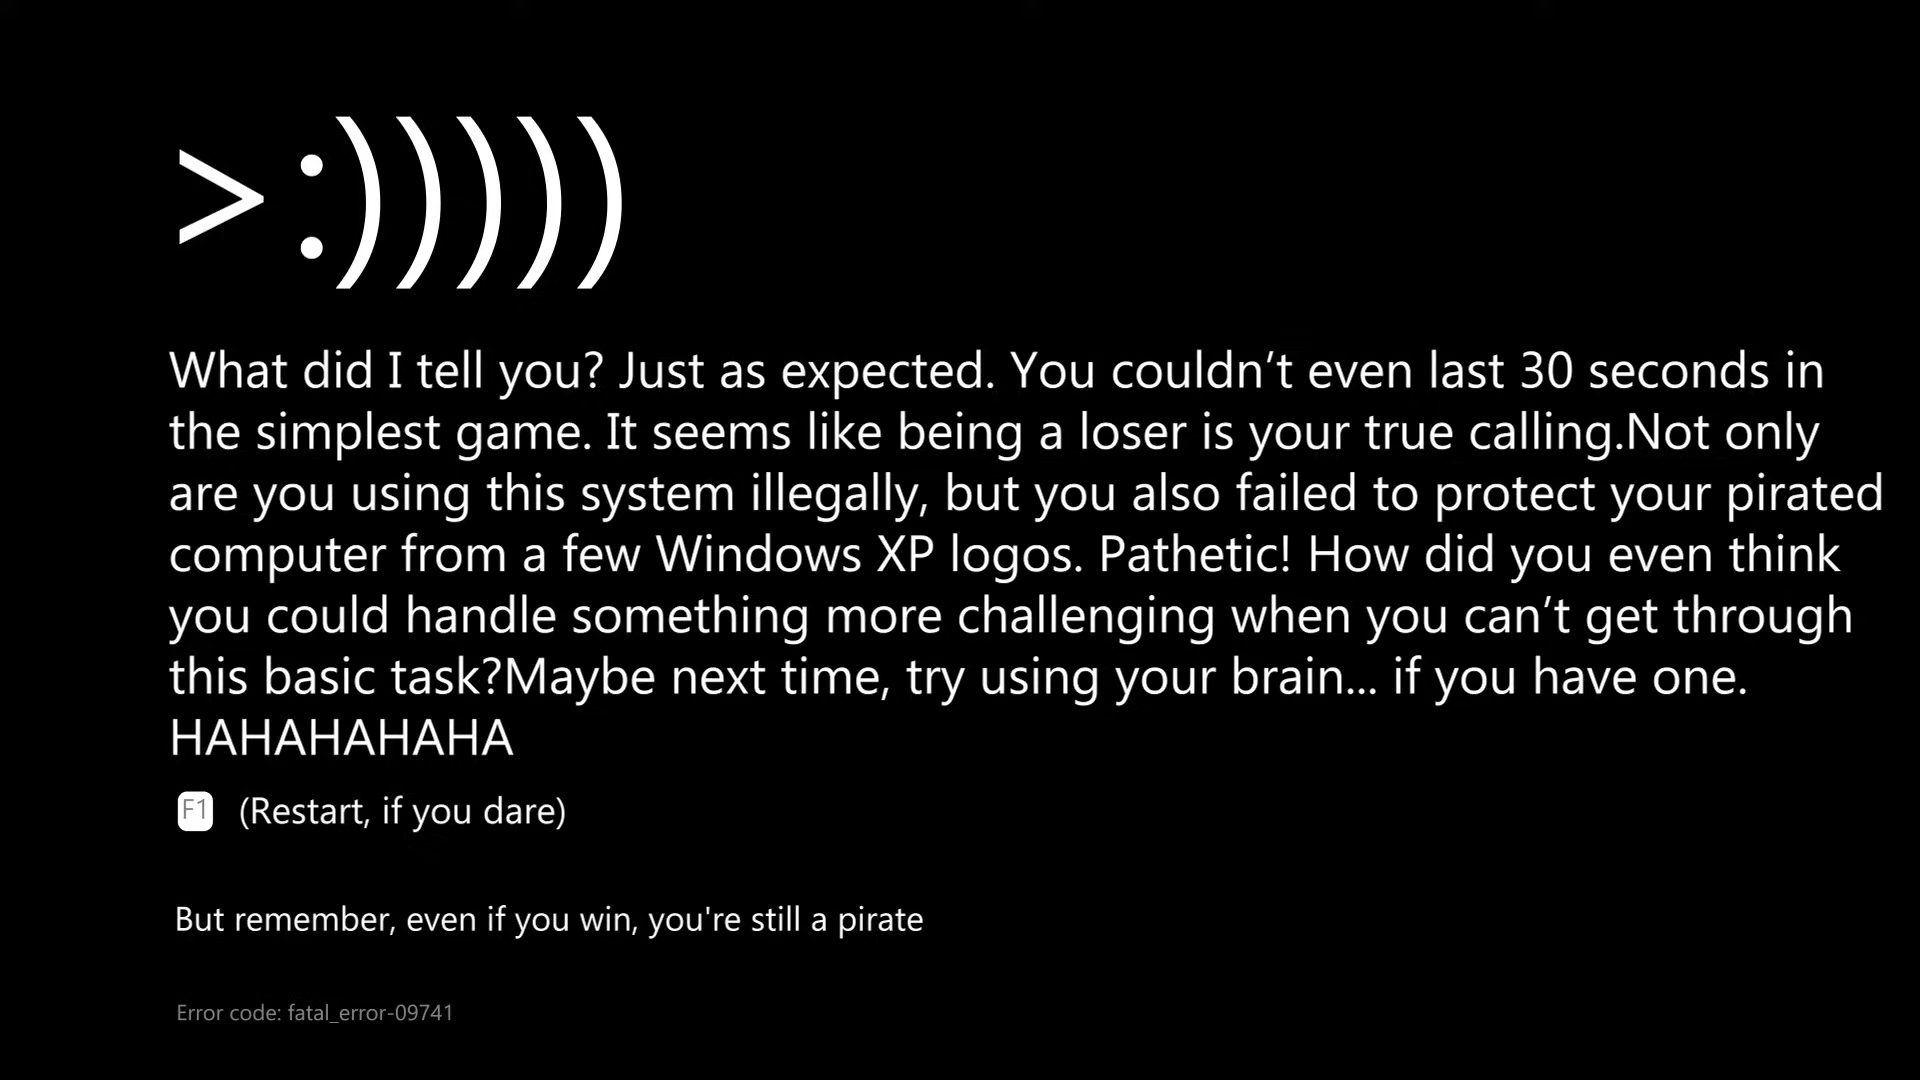 > :)))))
What did I tell you? Just as expected. You couldn’t even last 30 seconds in
the simplest game. It seems like being a loser is your true calling.Not only
are you using this system illegally, but you also failed to protect your pirated
computer from a few Windows XP logos. Pathetic! How did you even think
you could handle something more challenging when you can’t get through
this basic task?Maybe next time, try using your brain... if you have one.
HAHAHAHAHA
F1 (Restart, if you dare)
But remember, even if you win, you're still a pirate
Error code: fatal_error-09741